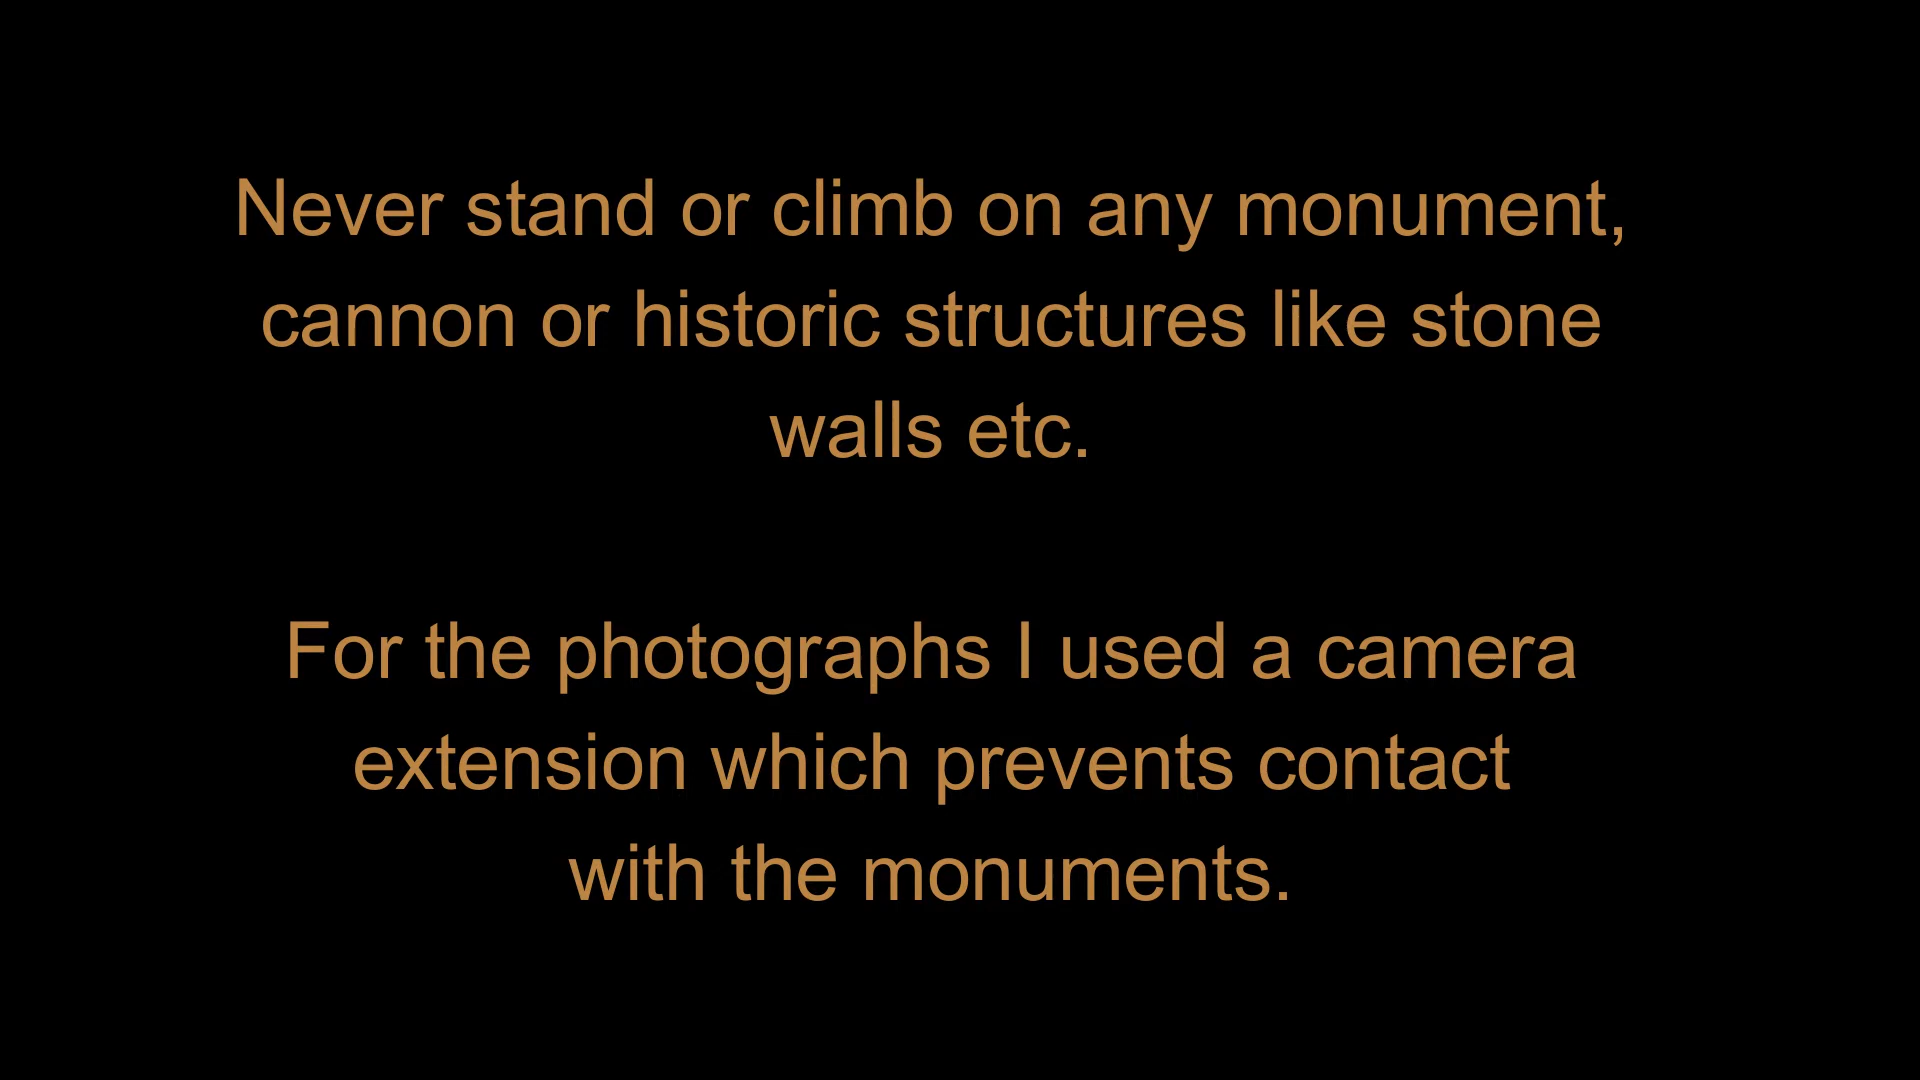 Never stand or climb on any monument,
cannon or historic structures like stone
walls etc.
For the photographs I used a camera
extension which prevents contact
with the monuments.